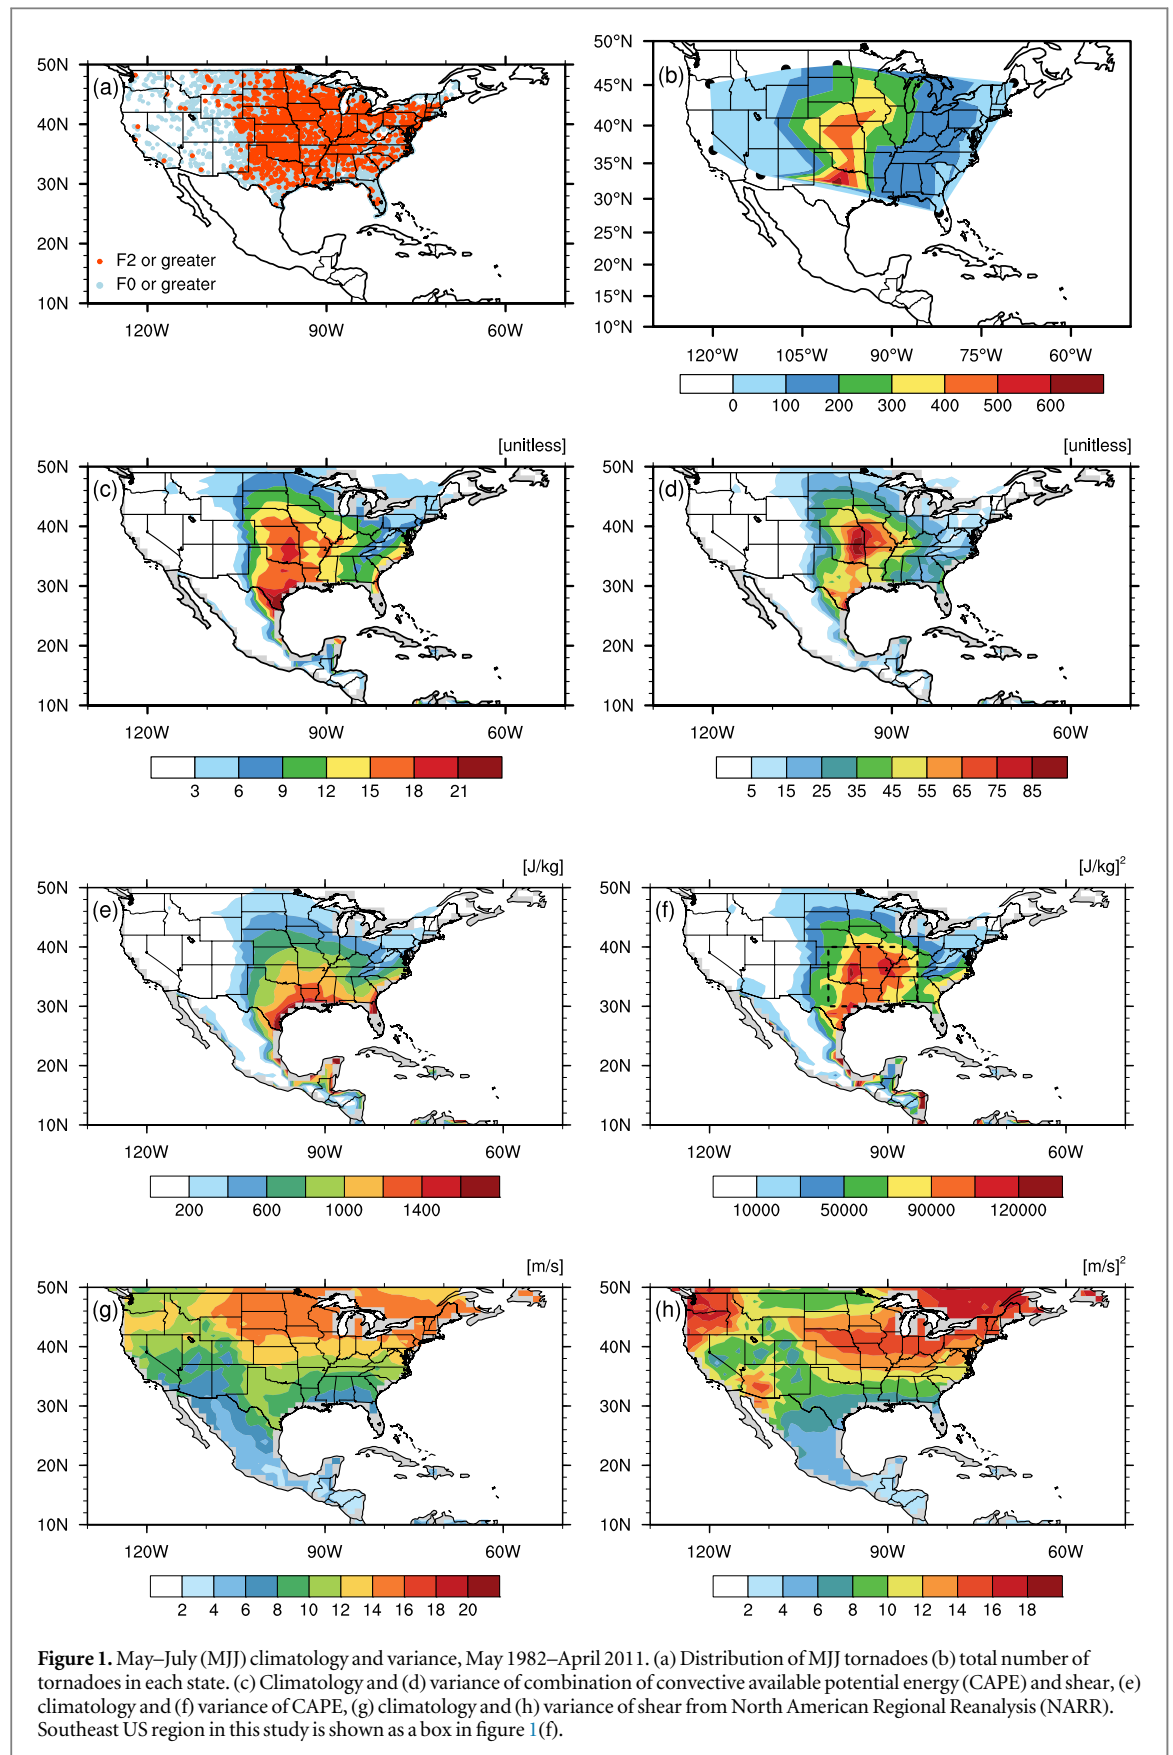 (a)
50N
40N
30N
20N
10N
F2 or greater
F0 or greater
120W 90W 60W
(b)
50°N
45°N
40°N
35°N
30°N
25°N
20°N
15°N
10°N
120°W 105°W 90°W 75°W 60°W
0 100 200 300 400 500 600
[unitless]
(c)
50N
40N
30N
20N
10N
120W 90W 60W
3 6 9 12 15 18 21
[unitless]
(d)
50N
40N
30N
20N
10N
120W 90W 60W
5 15 25 35 45 55 65 75 85
[J/kg]
(e)
50N
40N
30N
20N
10N
120W 90W 60W
200 600 1000 1400
[J/kg]²
(f)
50N
40N
30N
20N
10N
120W 90W 60W
10000 50000 90000 120000
[m/s]
(g)
50N
40N
30N
20N
10N
120W 90W 60W
2 4 6 8 10 12 14 16 18 20
[m/s]²
(h)
50N
40N
30N
20N
10N
120W 90W 60W
2 4 6 8 10 12 14 16 18
Figure 1. May–July (MJJ) climatology and variance, May 1982–April 2011. (a) Distribution of MJJ tornadoes (b) total number of
tornadoes in each state. (c) Climatology and (d) variance of combination of convective available potential energy (CAPE) and shear, (e)
climatology and (f) variance of CAPE, (g) climatology and (h) variance of shear from North American Regional Reanalysis (NARR).
Southeast US region in this study is shown as a box in figure 1(f).